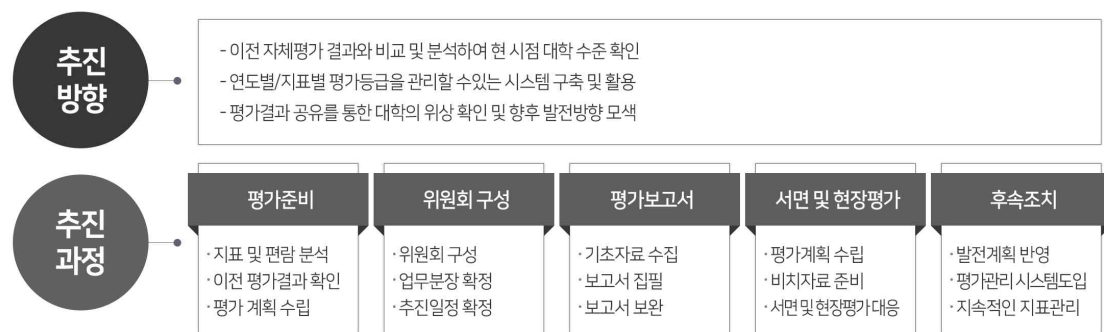 추진
방향
- 이전 자체평가 결과와 비교 및 분석하여 현 시점 대학 수준 확인
- 연도별/지표별 평가등급을 관리할 수있는 시스템 구축 및 활용
- 평가결과 공유를 통한 대학의 위상 확인 및 향후 발전방향 모색
추진
과정
평가준비
· 지표 및 편람 분석
· 이전 평가결과 확인
· 평가 계획 수립
위원회 구성
· 위원회 구성
· 업무분장 확정
· 추진일정 확정
평가보고서
· 기초자료 수집
· 보고서 집필
· 보고서 보완
서면 및 현장평가
· 평가계획 수립
· 비치자료 준비
· 서면 및 현장평가 대응
후속조치
· 발전계획 반영
· 평가관리 시스템도입
· 지속적인 지표관리